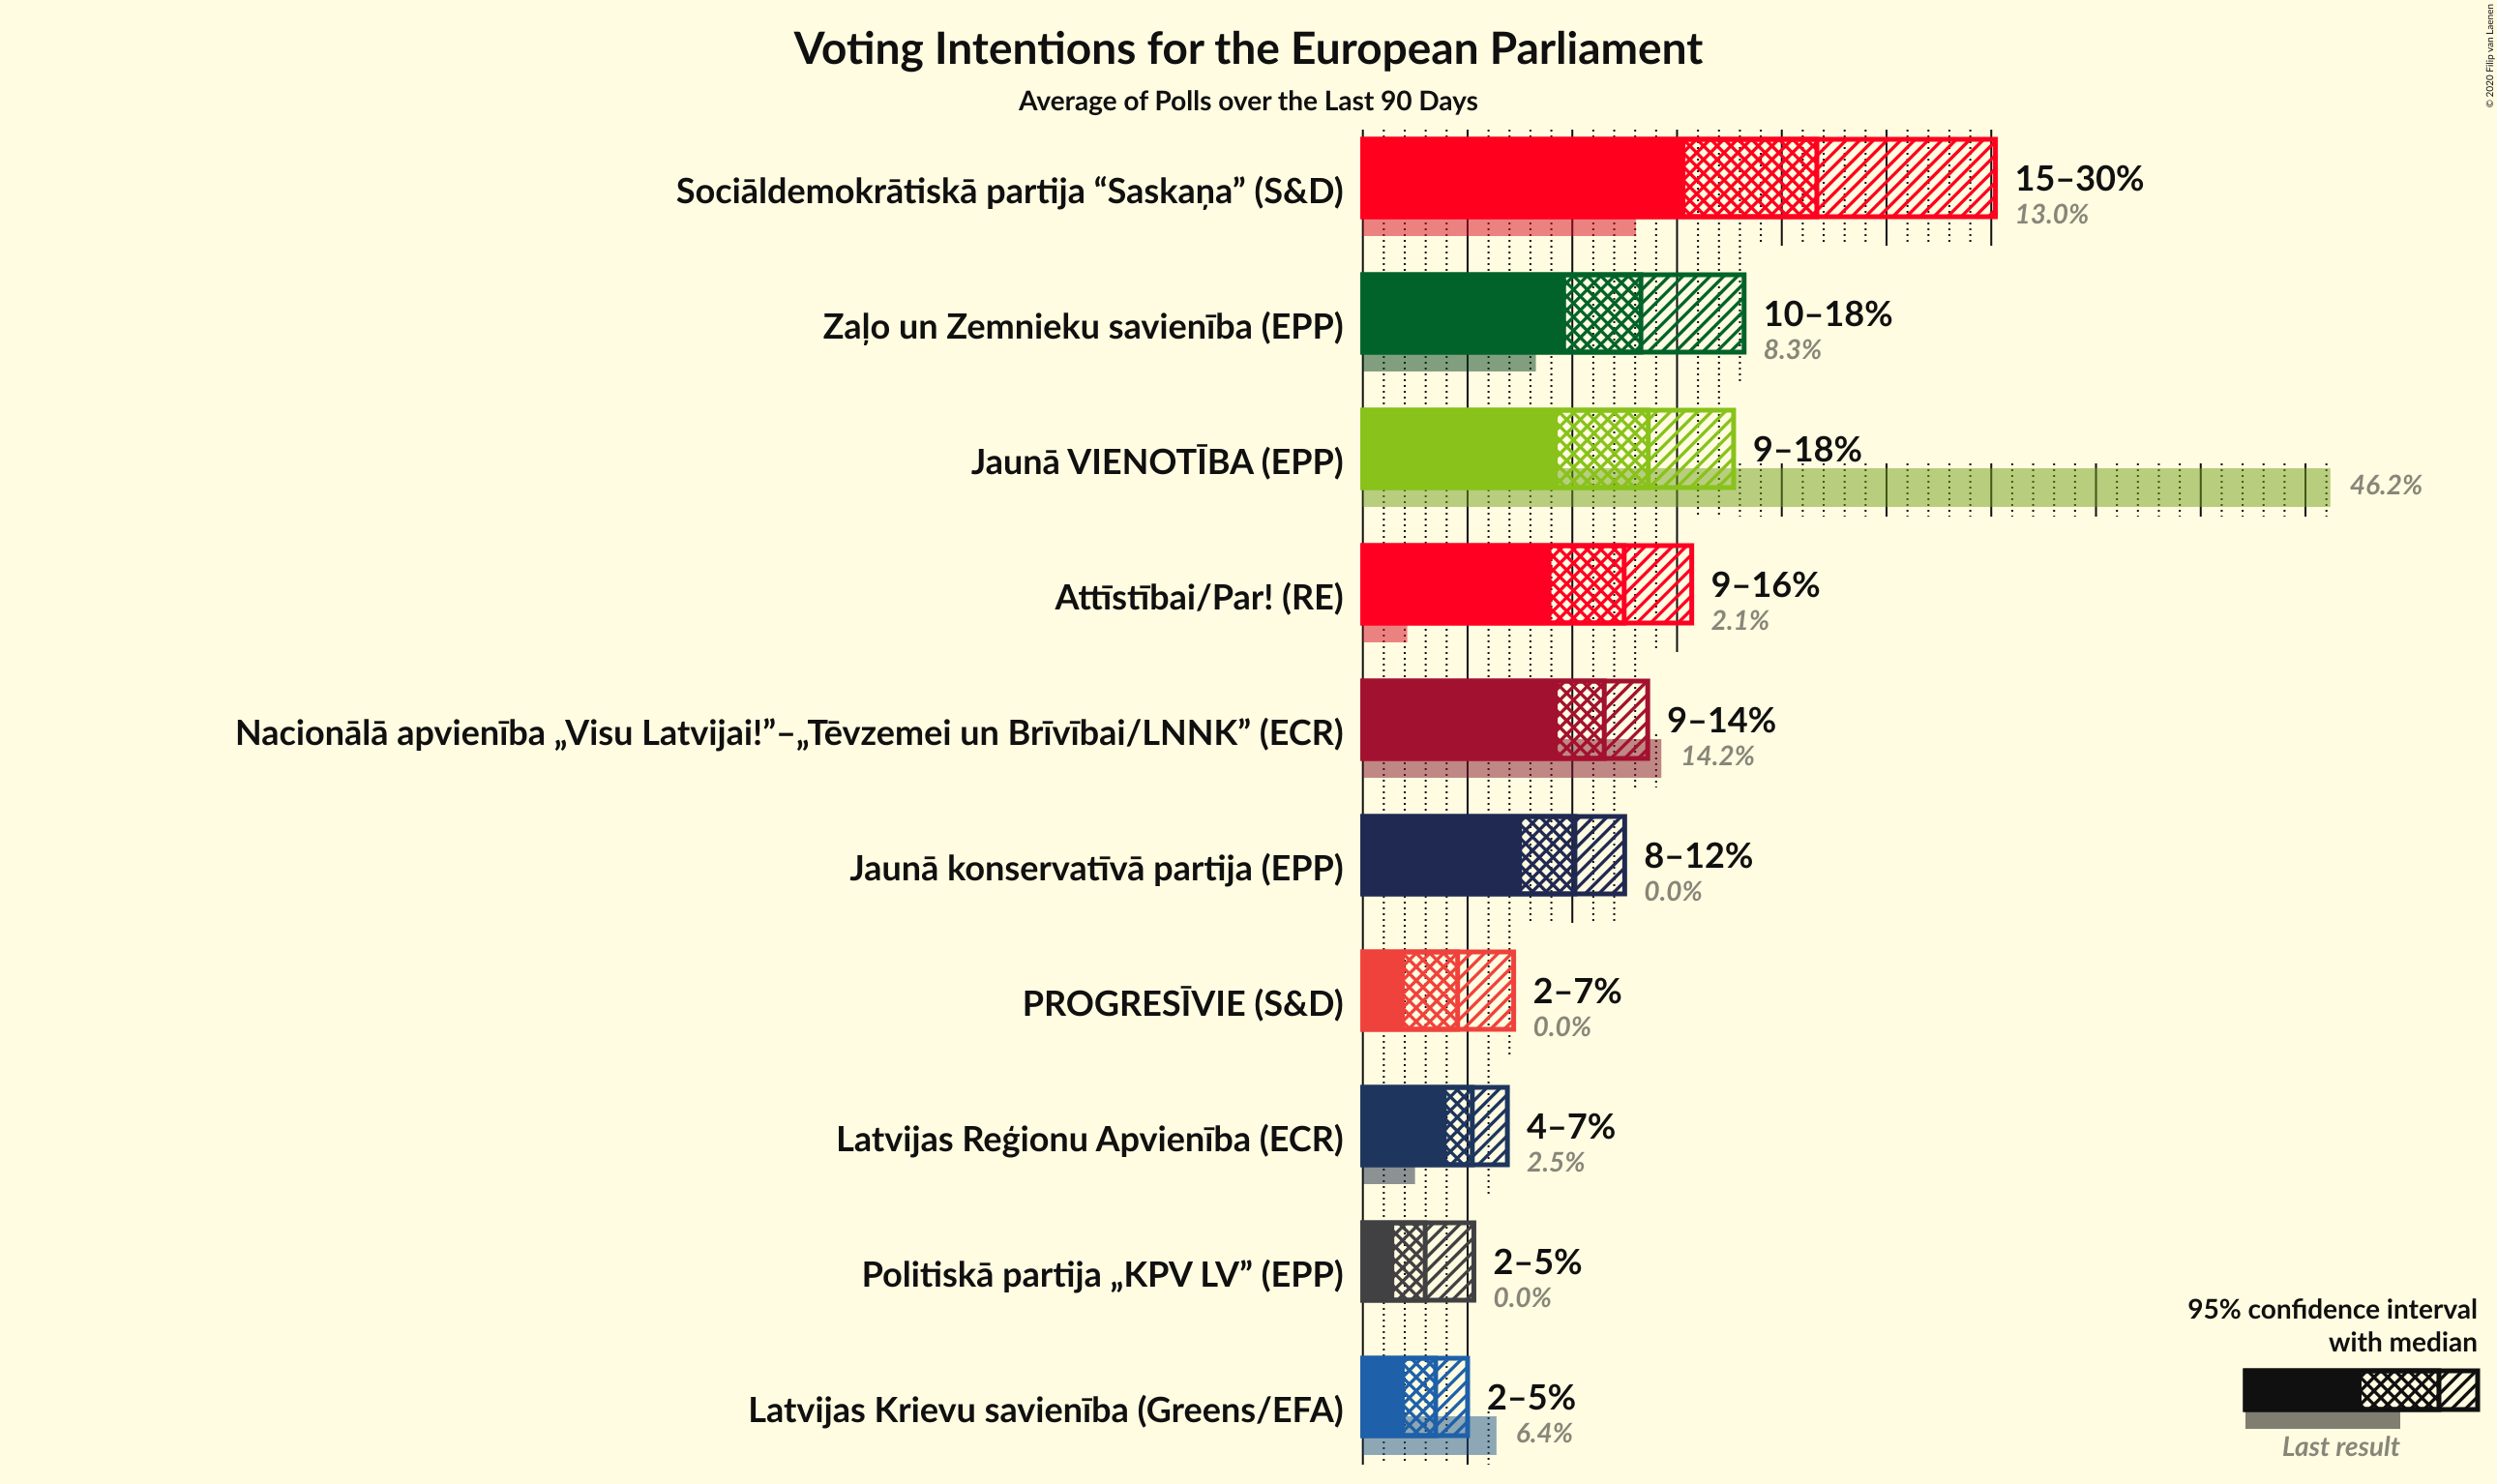 Voting Intentions for the European Parliament
Average of Polls over the Last 90 Days
© 2020 Filip van Laenen
Sociāldemokrātiskā partija “Saskaņa” (S&D)
15–30%
13.0%
Zaļo un Zemnieku savienība (EPP)
10–18%
8.3%
Jaunā VIENOTĪBA (EPP)
9–18%
46.2%
Attīstībai/Par! (RE)
9–16%
2.1%
Nacionālā apvienība „Visu Latvijai!”–„Tēvzemei un Brīvībai/LNNK” (ECR)
9–14%
14.2%
Jaunā konservatīvā partija (EPP)
8–12%
0.0%
PROGRESĪVIE (S&D)
2–7%
0.0%
Latvijas Reģionu Apvienība (ECR)
4–7%
2.5%
Politiskā partija „KPV LV” (EPP)
2–5%
0.0%
Latvijas Krievu savienība (Greens/EFA)
2–5%
6.4%
95% confidence interval
with median
Last result